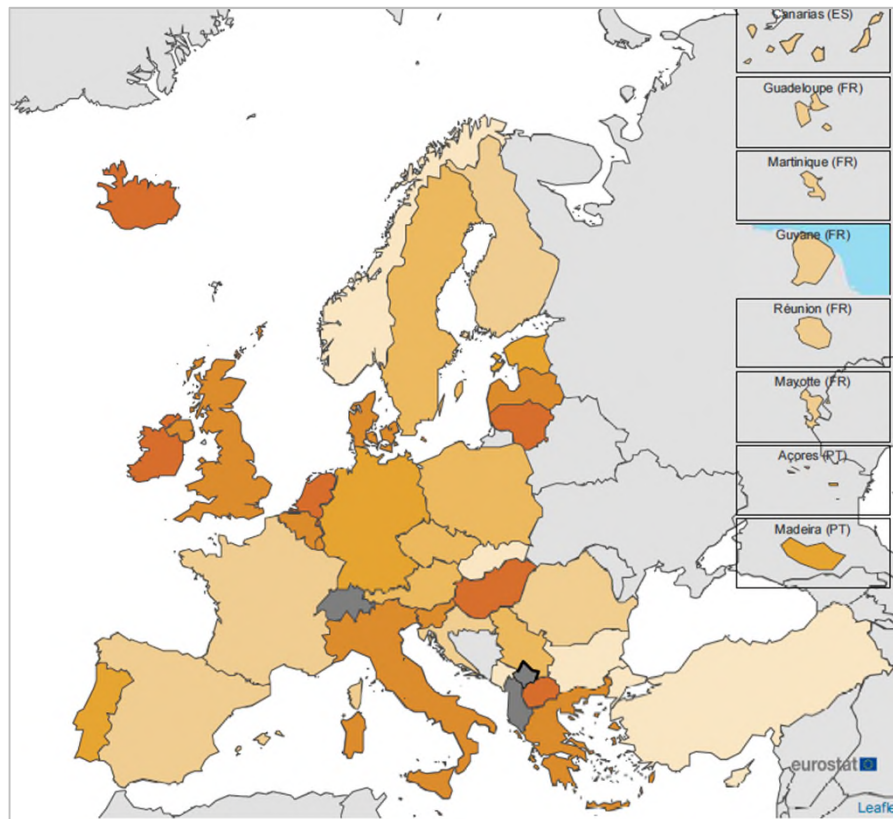 Canarias (ES)
Guadeloupe (FR)
Martinique (FR)
Guyane (FR)
Réunion (FR)
Mayotte (FR)
Açores (PT)
Madeira (PT)
eurostat
Leafle